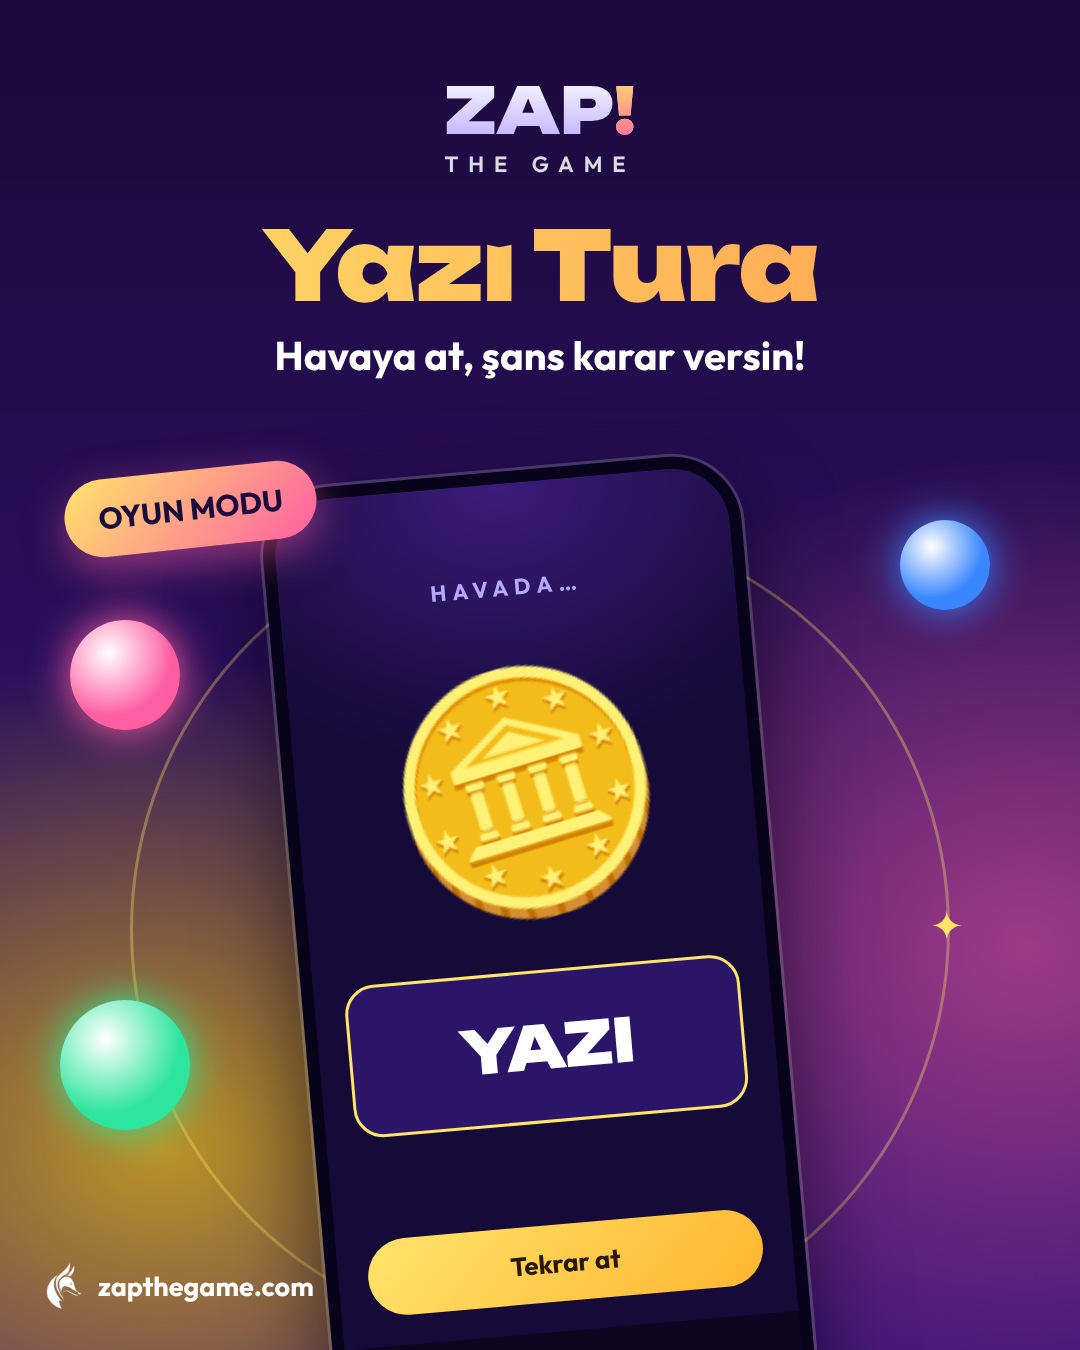 ZAP!
THE GAME
Yazı Tura
Havaya at, şans karar versin!
OYUN MODU
HAVADA...
YAZI
Tekrar at
zapthegame.com